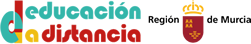 educación
a distancia
Región de Murcia